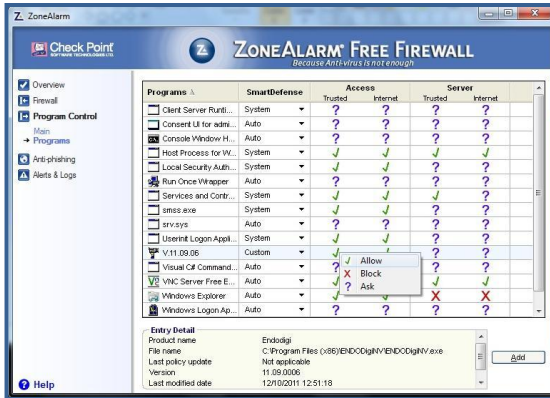 ZoneAlarm
Check Point
SOFTWARE TECHNOLOGIES LTD.
ZONEALARM® FREE FIREWALL
Because Anti-virus is not enough
Overview
Firewall
Program Control
Main
Programs
Anti-phishing
Alerts & Logs
Help
Programs SmartDefense Access Server
Trusted Internet Trusted Internet
Client Server Runti... System ? ? ? ?
Consent UI for admi... Auto ? ? ? ?
Console Window H... Auto ? ? ? ?
Host Process for W... System √ √ √ √
Local Security Auth... System √ √ ? ?
Run Once Wrapper Auto ? ? ? ?
Services and Contr... System √ √ √ ?
smss.exe System √ √ ? ?
srv.sys Auto ? ? ? ?
Userinit Logon Appli... System √ √ ? ?
V.11.09.06 Custom ? ?
Visual C# Command... Auto ? ?
VNC Server Free E... Auto √ √
Windows Explorer Auto √ √ X X
Windows Logon Ap... Auto ? ? ? ?
√ Allow
X Block
? Ask
Entry Detail
Product name Endodigi
File name C:\Program Files (x86)\ENDODigiNV\ENDODigiNV.exe
Last policy update Not applicable
Version 11.09.0006
Last modified date 12/10/2011 12:51:18
Add